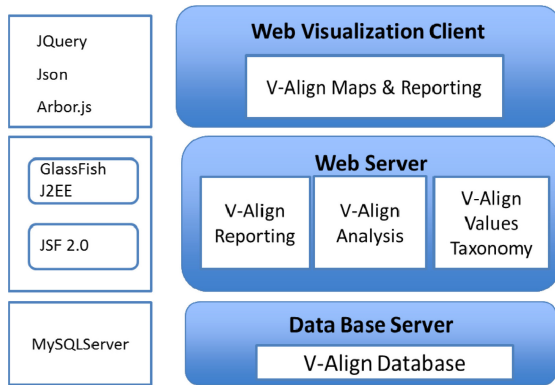 JQuery
Json
Arbor.js
Web Visualization Client
V-Align Maps & Reporting
GlassFish
J2EE
JSF 2.0
Web Server
V-Align
Reporting
V-Align
Analysis
V-Align
Values
Taxonomy
MySQLServer
Data Base Server
V-Align Database